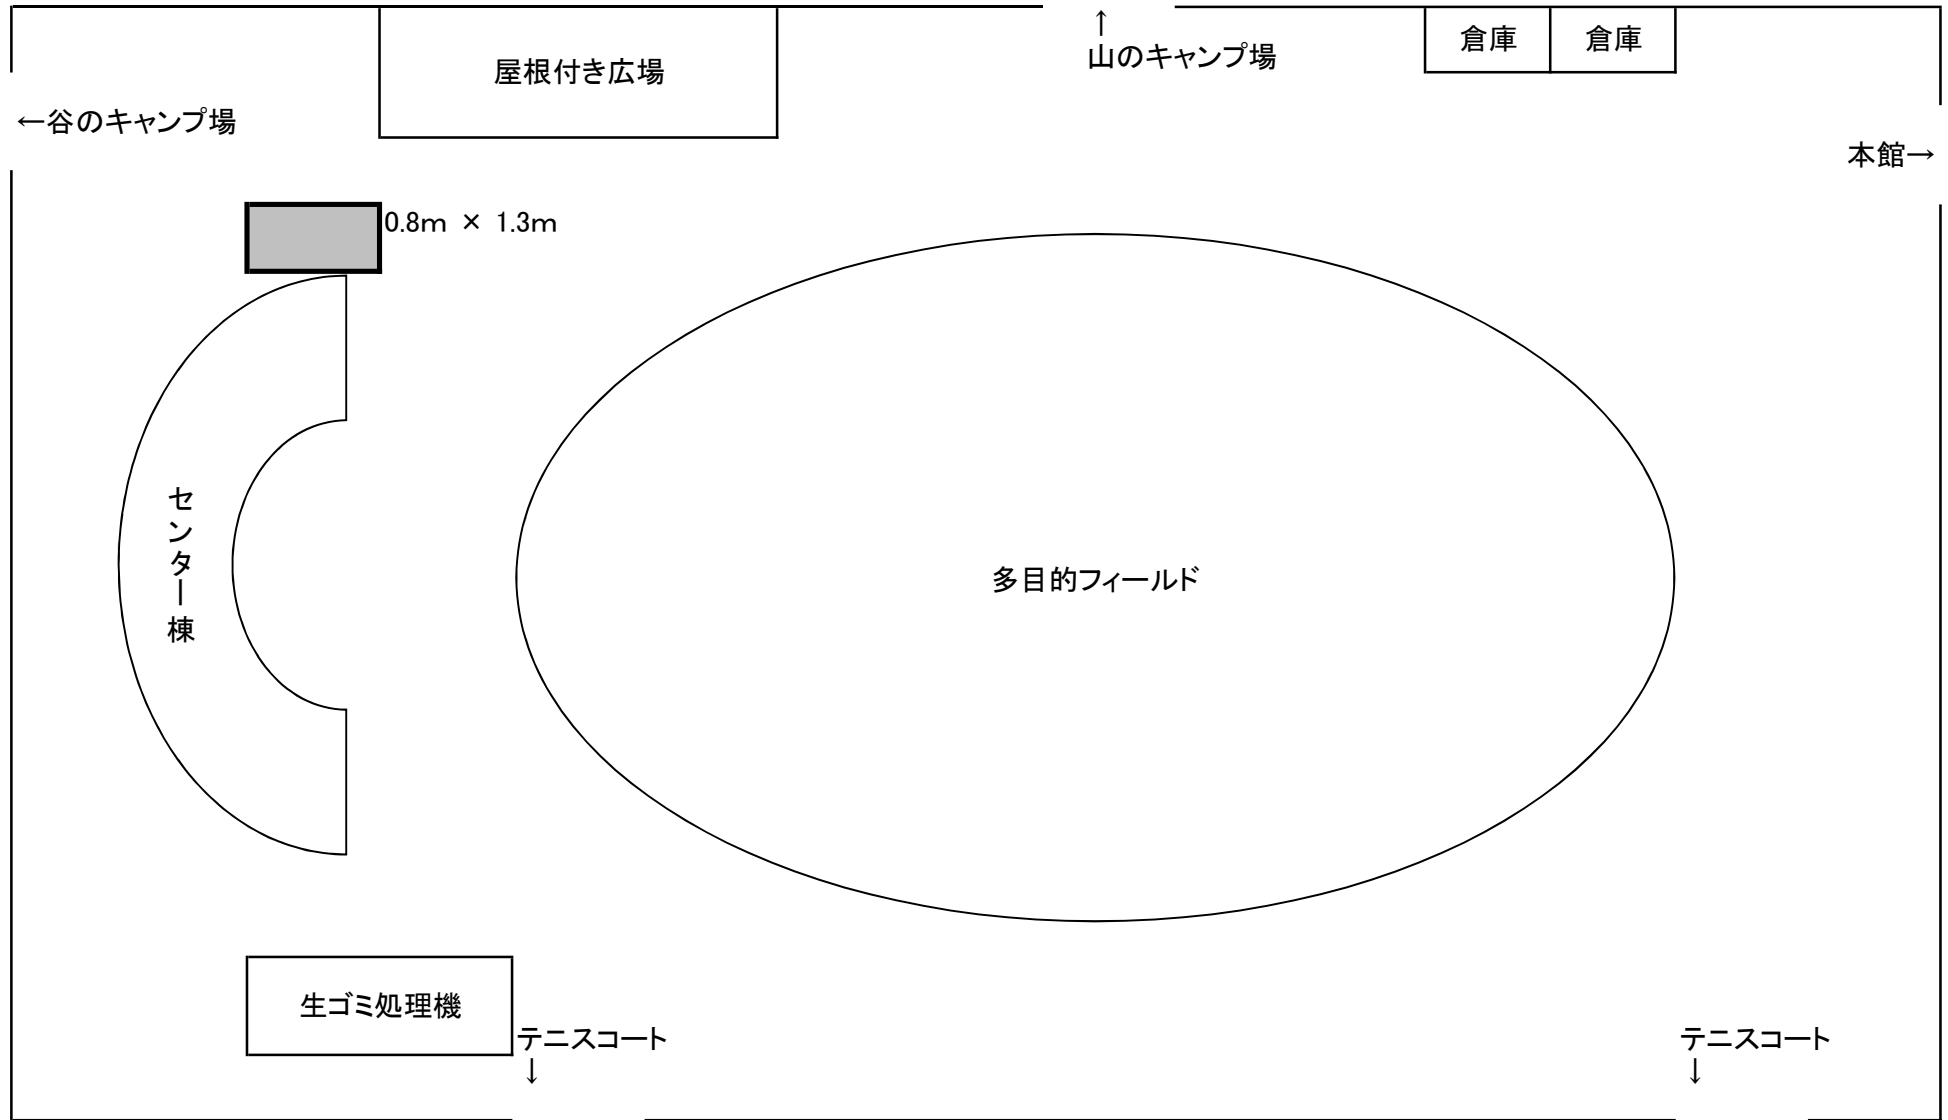 ↑
倉庫
倉庫
山のキャンプ場
屋根付き広場
←谷のキャンプ場
本館→
0.8m × 1.3m
センター棟
多目的フィールド
生ゴミ処理機
テニスコート
↓
テニスコート
↓